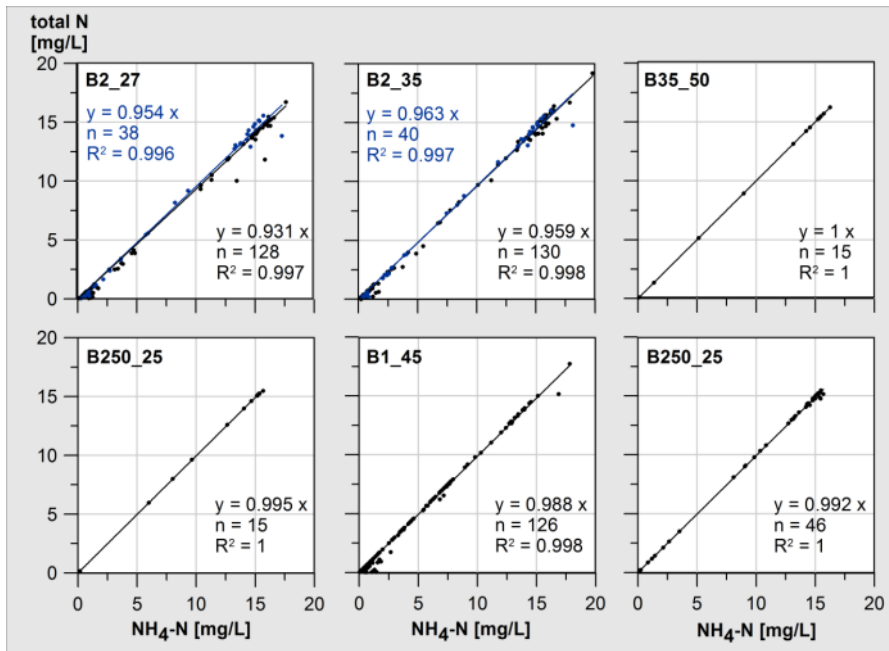 total N
[mg/L]
20
15
10
5
0
B2_27
y = 0.954 x
n = 38
R² = 0.996
y = 0.931 x
n = 128
R² = 0.997
B2_35
y = 0.963 x
n = 40
R² = 0.997
y = 0.959 x
n = 130
R² = 0.998
B35_50
y = 1 x
n = 15
R² = 1
20
15
10
5
0
B250_25
y = 0.995 x
n = 15
R² = 1
B1_45
y = 0.988 x
n = 126
R² = 0.998
B250_25
y = 0.992 x
n = 46
R² = 1
0 5 10 15 20
0 5 10 15 20
0 5 10 15 20
NH₄-N [mg/L]
NH₄-N [mg/L]
NH₄-N [mg/L]